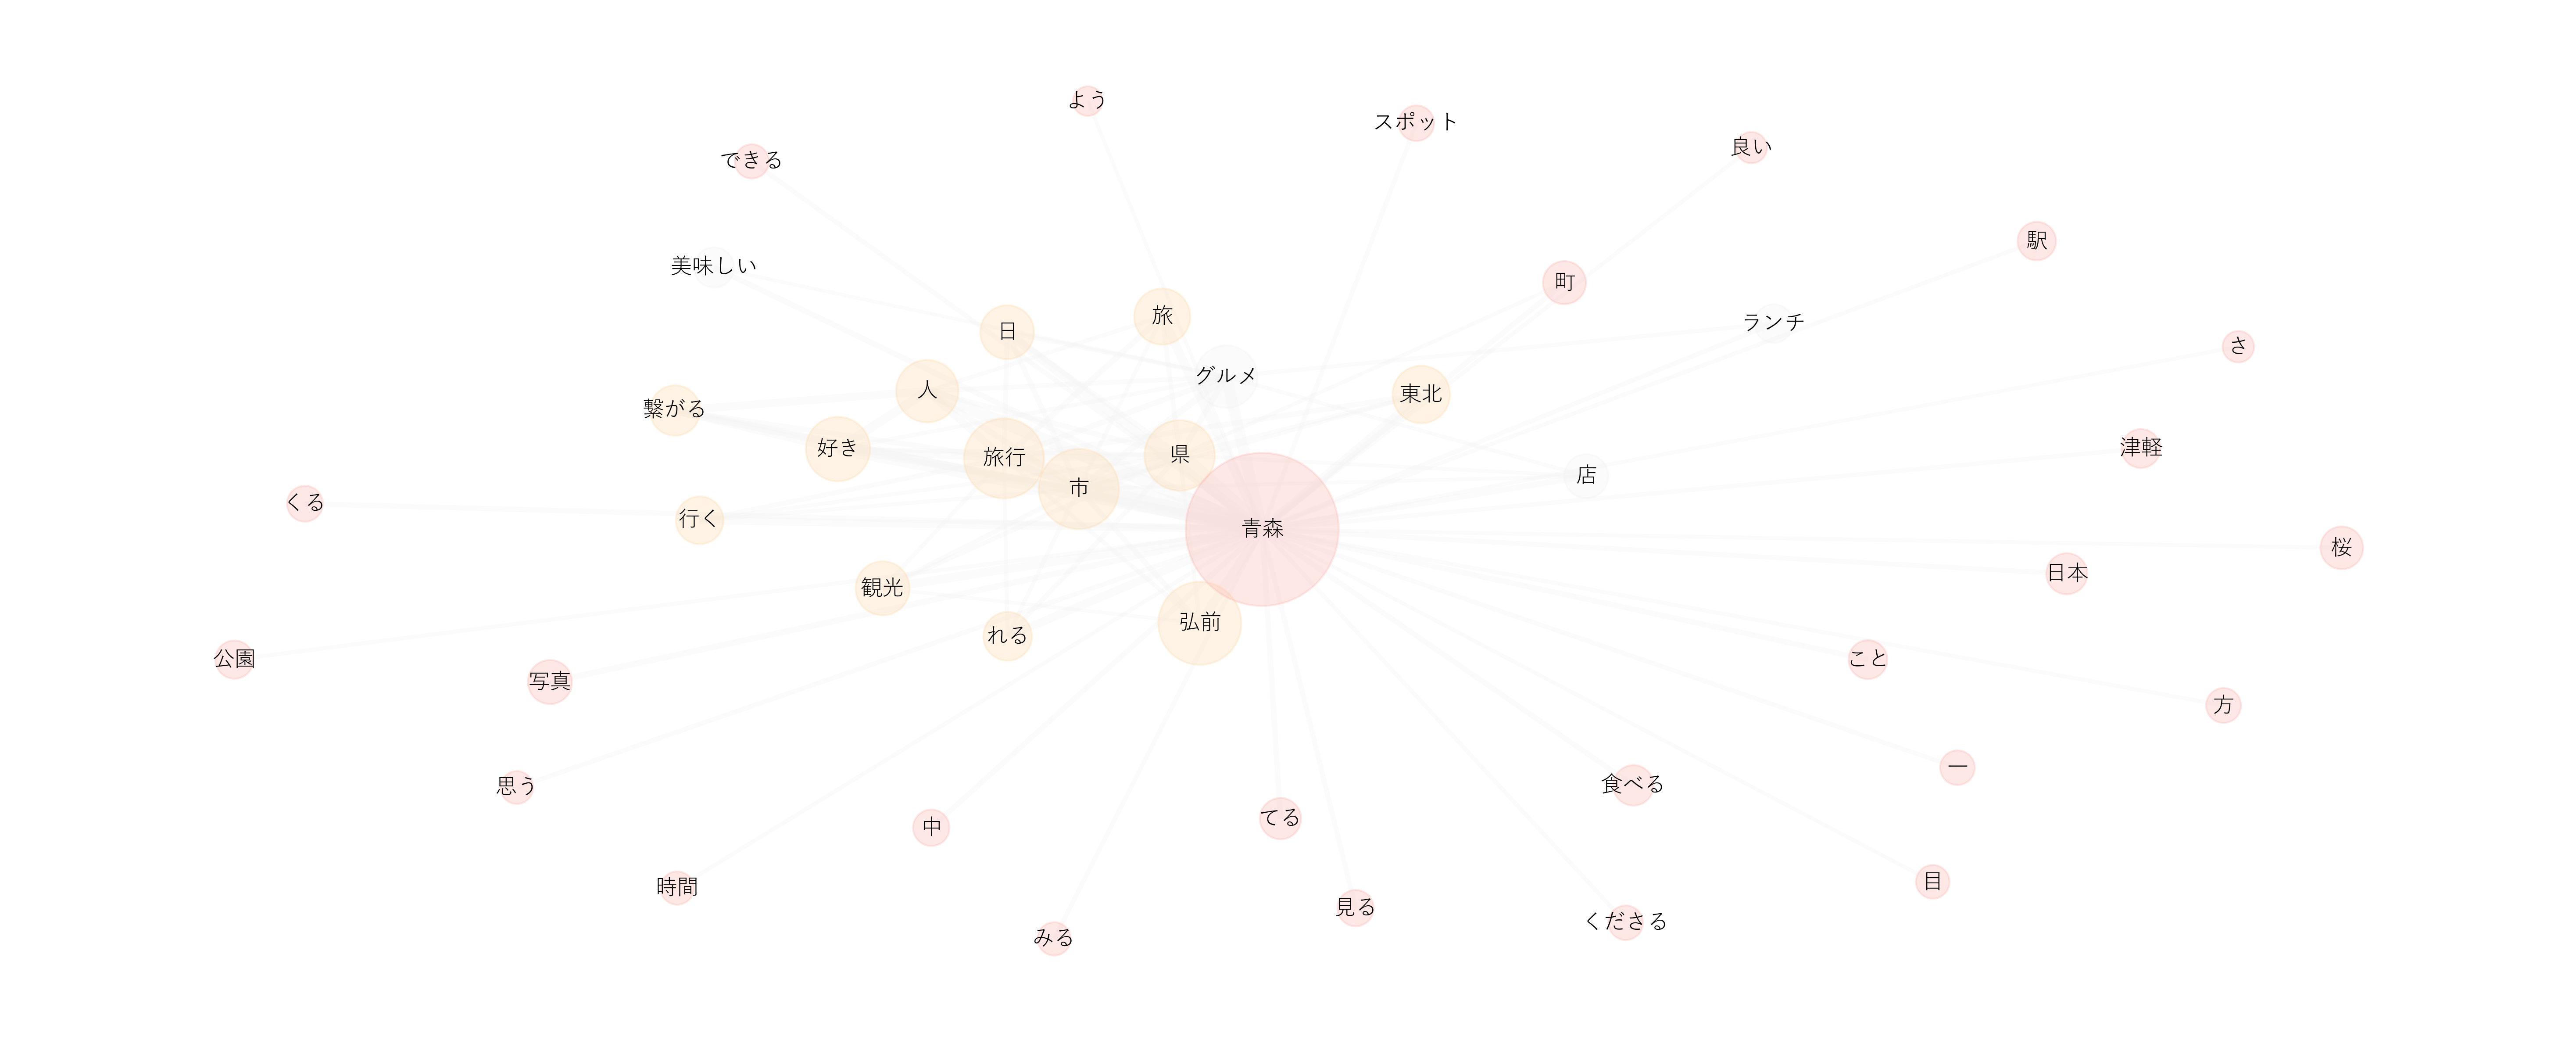 よう
スポット
良い
できる
駅
美味しい
町
旅
ランチ
日
さ
グルメ
人
東北
繋がる
好き
津軽
県
旅行
店
市
くる
行く
青森
桜
日本
観光
弘前
れる
公園
こと
写真
方
一
食べる
思う
てる
中
目
時間
見る
くださる
みる